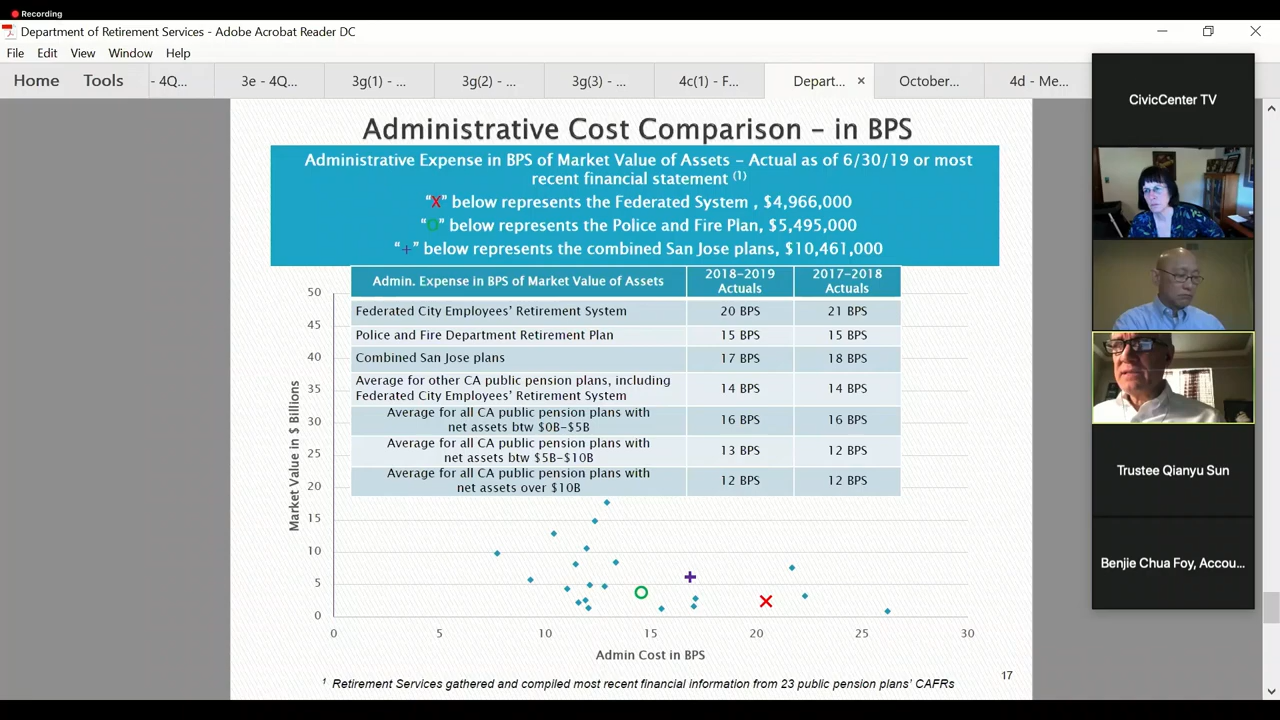 Recording
Department of Retirement Services - Adobe Acrobat Reader DC
File Edit View Window Help
Home Tools - 4Q... 3e - 4Q... 3g(1) - ... 3g(2) - ... 3g(3) - ... 4c(1) - F... Depart... × October... 4d - Me...
Administrative Cost Comparison – in BPS
Administrative Expense in BPS of Market Value of Assets – Actual as of 6/30/19 or most
recent financial statement (1)
“X” below represents the Federated System , $4,966,000
“O” below represents the Police and Fire Plan, $5,495,000
“+” below represents the combined San Jose plans, $10,461,000
Admin. Expense in BPS of Market Value of Assets
2018-2019
Actuals
2017-2018
Actuals
Federated City Employees’ Retirement System 20 BPS 21 BPS
Police and Fire Department Retirement Plan 15 BPS 15 BPS
Combined San Jose plans 17 BPS 18 BPS
Average for other CA public pension plans, including
Federated City Employees’ Retirement System 14 BPS 14 BPS
Average for all CA public pension plans with
net assets btw $0B-$5B 16 BPS 16 BPS
Average for all CA public pension plans with
net assets btw $5B-$10B 13 BPS 12 BPS
Average for all CA public pension plans with
net assets over $10B 12 BPS 12 BPS
Market Value in $ Billions
50
45
40
35
30
25
20
15
10
5
0
0 5 10 15 20 25 30
Admin Cost in BPS
17
1 Retirement Services gathered and compiled most recent financial information from 23 public pension plans’ CAFRs
CivicCenter TV
Trustee Qianyu Sun
Benjie Chua Foy, Accou...